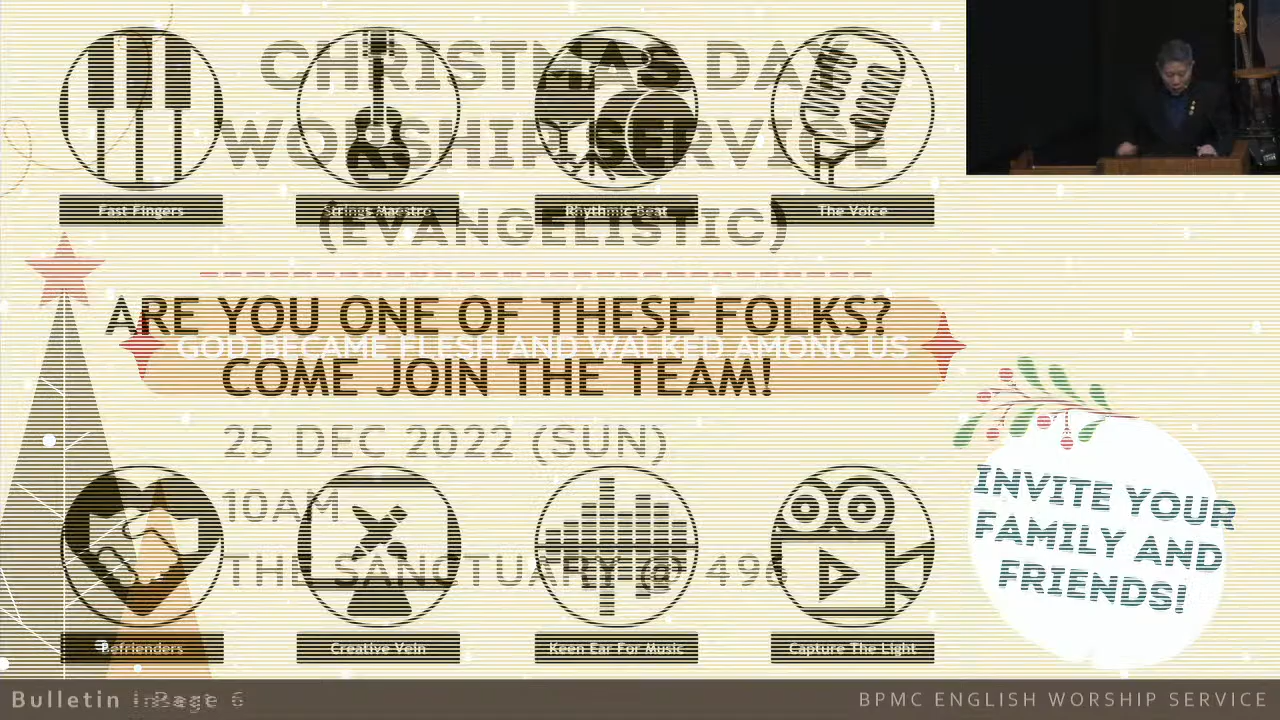 CHRISTMAS DAY
WORSHIP SERVICE
Fast Fingers
Strings Maestro
Rhythmic Beat
The Voice
(EVANGELISTIC)
ARE YOU ONE OF THESE FOLKS?
GOD BECAME FLESH AND WALKED AMONG US
COME JOIN THE TEAM!
25 DEC 2022 (SUN)
10AM
THE SANCTUARY @ 496
INVITE YOUR
FAMILY AND
FRIENDS!
Befrienders
Creative Vein
Keen Ear For Music
Capture The Light
Bulletin Page 6
BPMC ENGLISH WORSHIP SERVICE